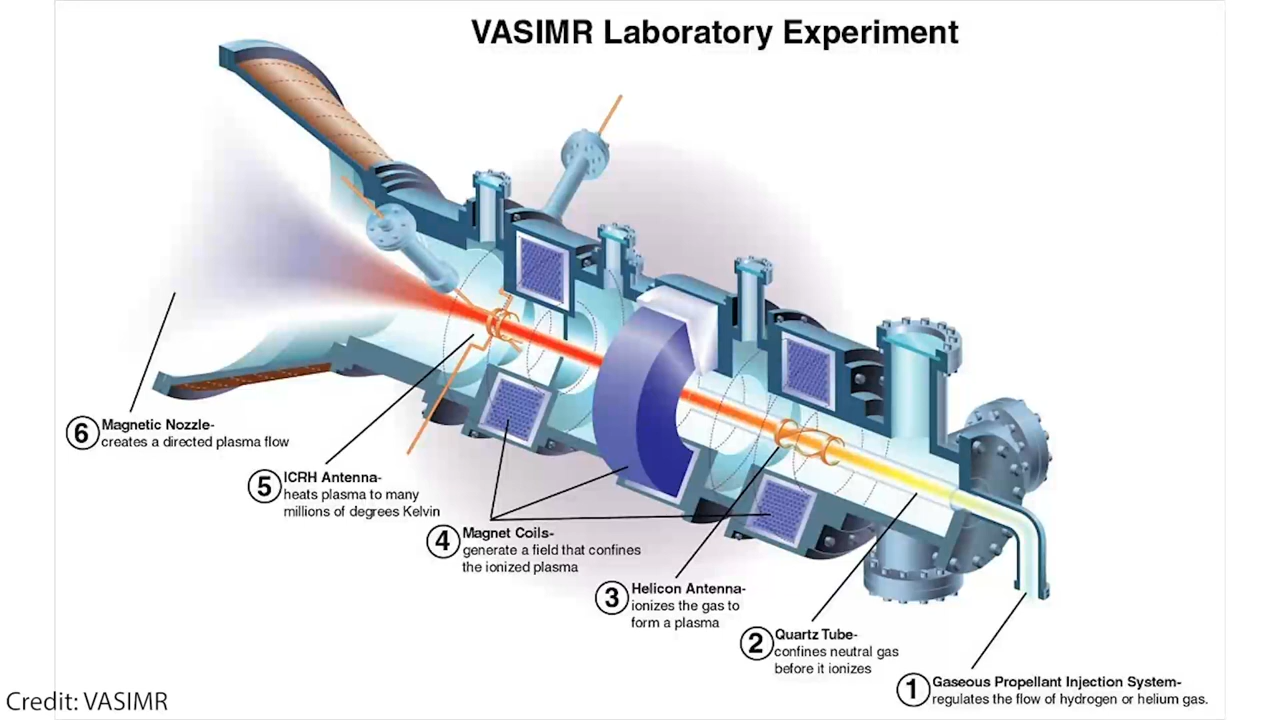 VASIMR Laboratory Experiment
6 Magnetic Nozzle-
creates a directed plasma flow
5 ICRH Antenna-
heats plasma to many
millions of degrees Kelvin
4 Magnet Coils-
generate a field that confines
the ionized plasma
3 Helicon Antenna-
ionizes the gas to
form a plasma
2 Quartz Tube-
confines neutral gas
before it ionizes
1 Gaseous Propellant Injection System-
regulates the flow of hydrogen or helium gas.
Credit: VASIMR